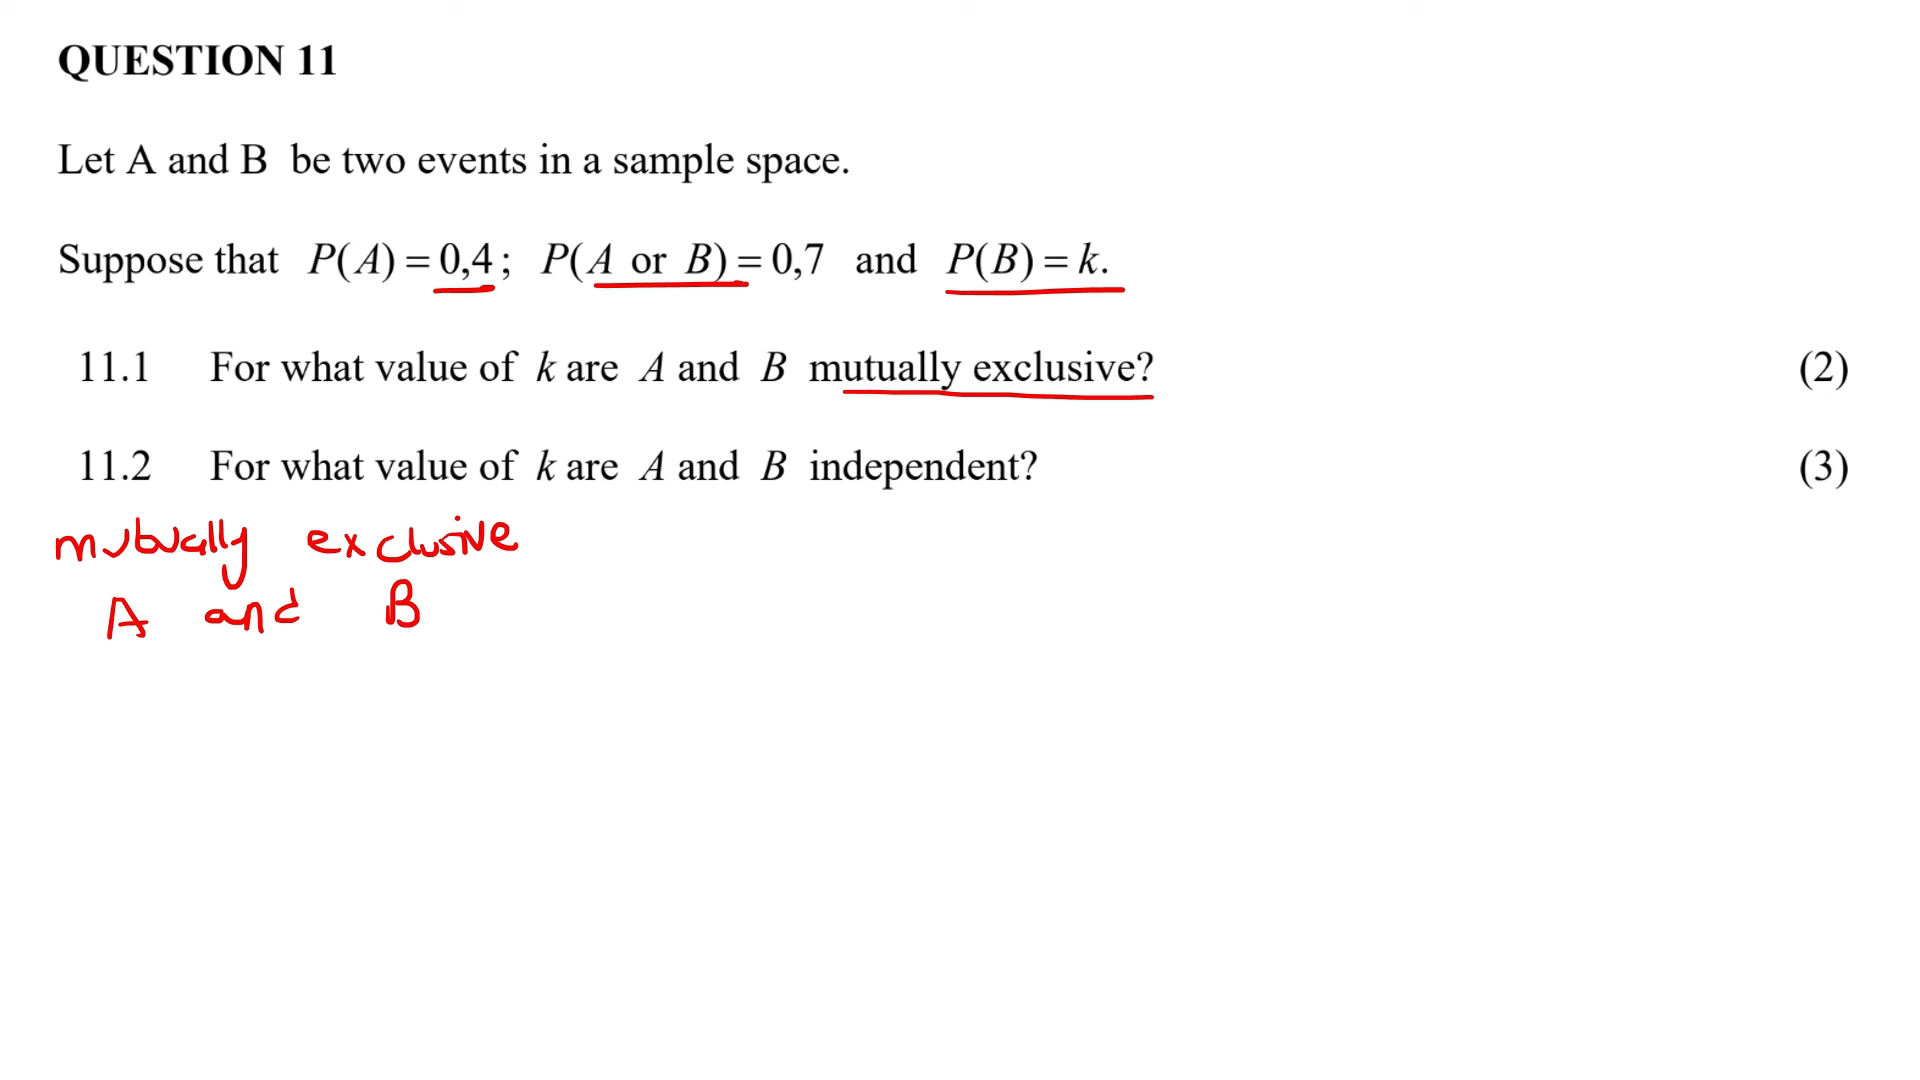 QUESTION 11
Let A and B be two events in a sample space.
Suppose that P(A) = 0,4 ; P(A or B) = 0,7 and P(B) = k.
11.1 For what value of k are A and B mutually exclusive? (2)
11.2 For what value of k are A and B independent? (3)
mutually exclusive
A and B